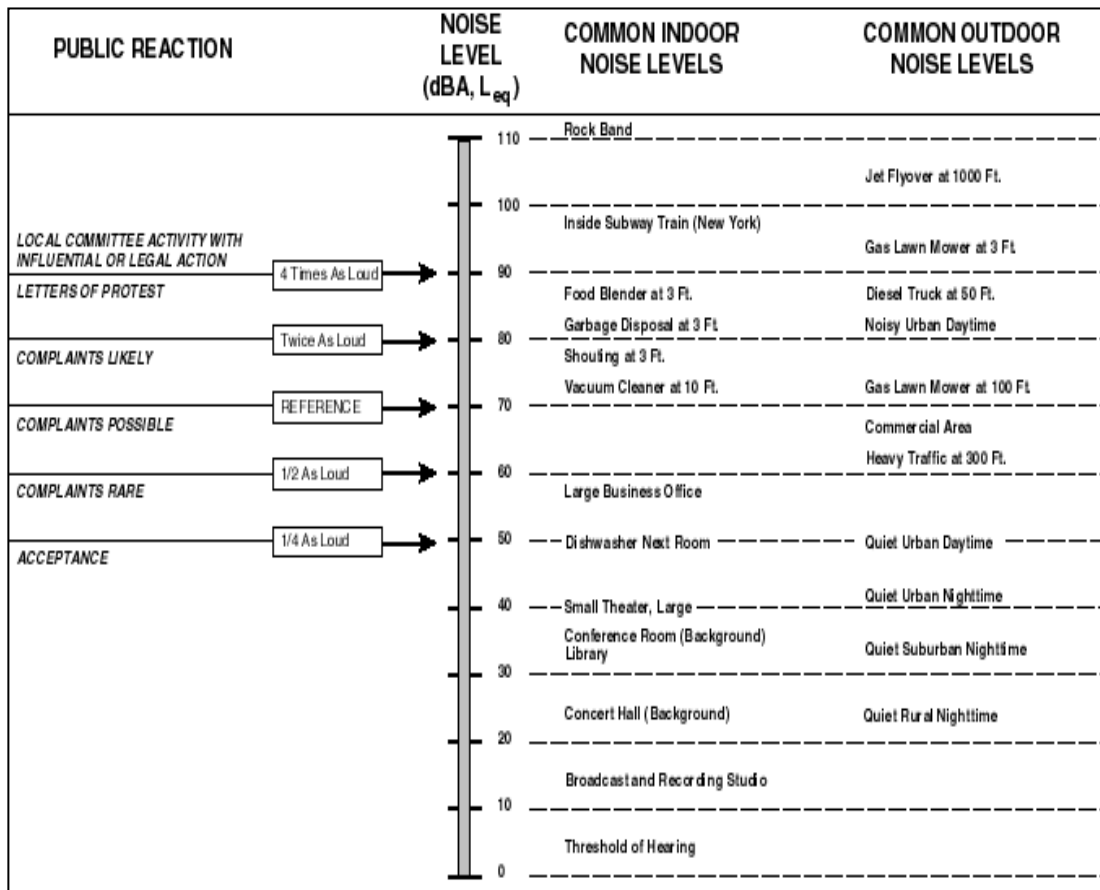 PUBLIC REACTION
NOISE
LEVEL
(dBA, Leq)
COMMON INDOOR
NOISE LEVELS
COMMON OUTDOOR
NOISE LEVELS
110
Rock Band
Jet Flyover at 1000 Ft.
100
Inside Subway Train (New York)
LOCAL COMMITTEE ACTIVITY WITH
INFLUENTIAL OR LEGAL ACTION
Gas Lawn Mower at 3 Ft.
4 Times As Loud
90
LETTERS OF PROTEST
Food Blender at 3 Ft.
Diesel Truck at 50 Ft.
Garbage Disposal at 3 Ft.
Noisy Urban Daytime
Twice As Loud
80
COMPLAINTS LIKELY
Shouting at 3 Ft.
Vacuum Cleaner at 10 Ft.
Gas Lawn Mower at 100 Ft.
REFERENCE
70
COMPLAINTS POSSIBLE
Commercial Area
Heavy Traffic at 300 Ft.
1/2 As Loud
60
COMPLAINTS RARE
Large Business Office
1/4 As Loud
50
Dishwasher Next Room
Quiet Urban Daytime
ACCEPTANCE
Quiet Urban Nighttime
40
Small Theater, Large
Conference Room (Background)
Library
Quiet Suburban Nighttime
30
Concert Hall (Background)
Quiet Rural Nighttime
20
Broadcast and Recording Studio
10
Threshold of Hearing
0